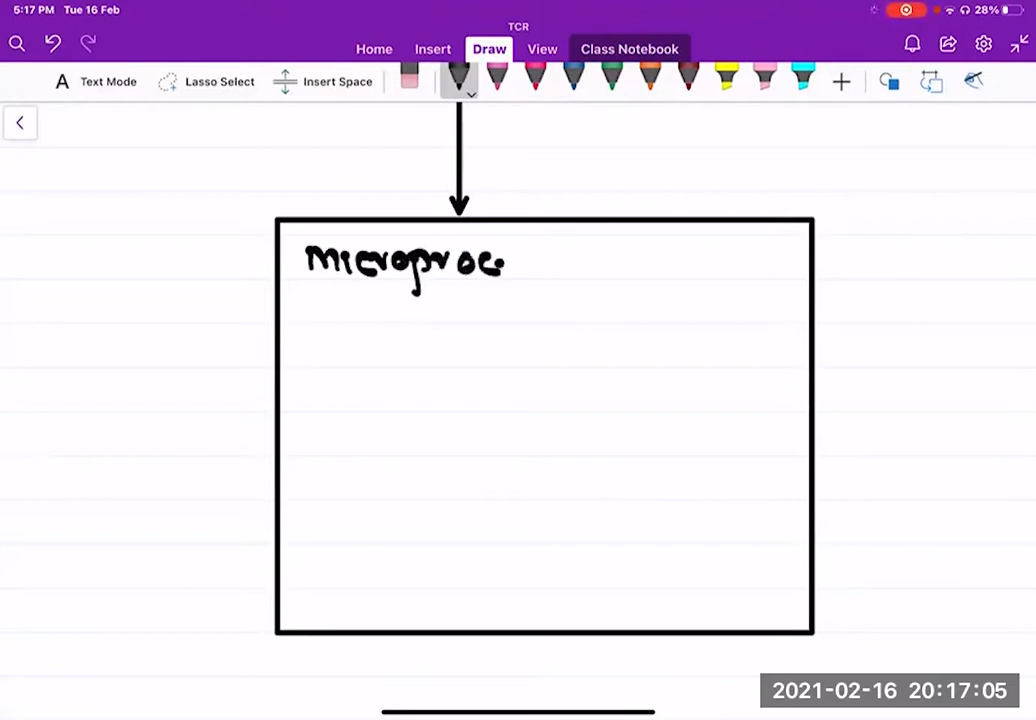 5:17 PM Tue 16 Feb
28%
TCR
Home Insert Draw View Class Notebook
A Text Mode Lasso Select Insert Space
microproc
2021-02-16 20:17:05